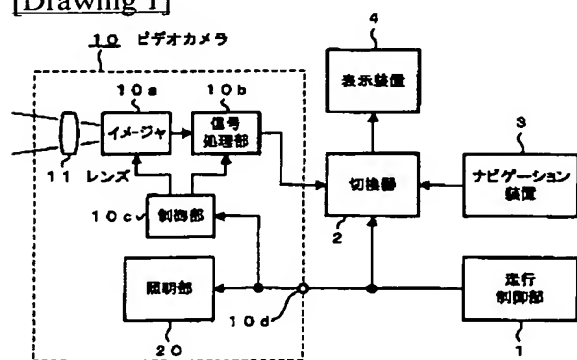 [Drawing 1]
10 ビデオカメラ
4
表示装置
10a
10b
イメージャ
信号
処理部
3
11 レンズ
切換器
ナビゲーション
装置
10c
制御部
2
照明部
10d
走行
制御部
20
1